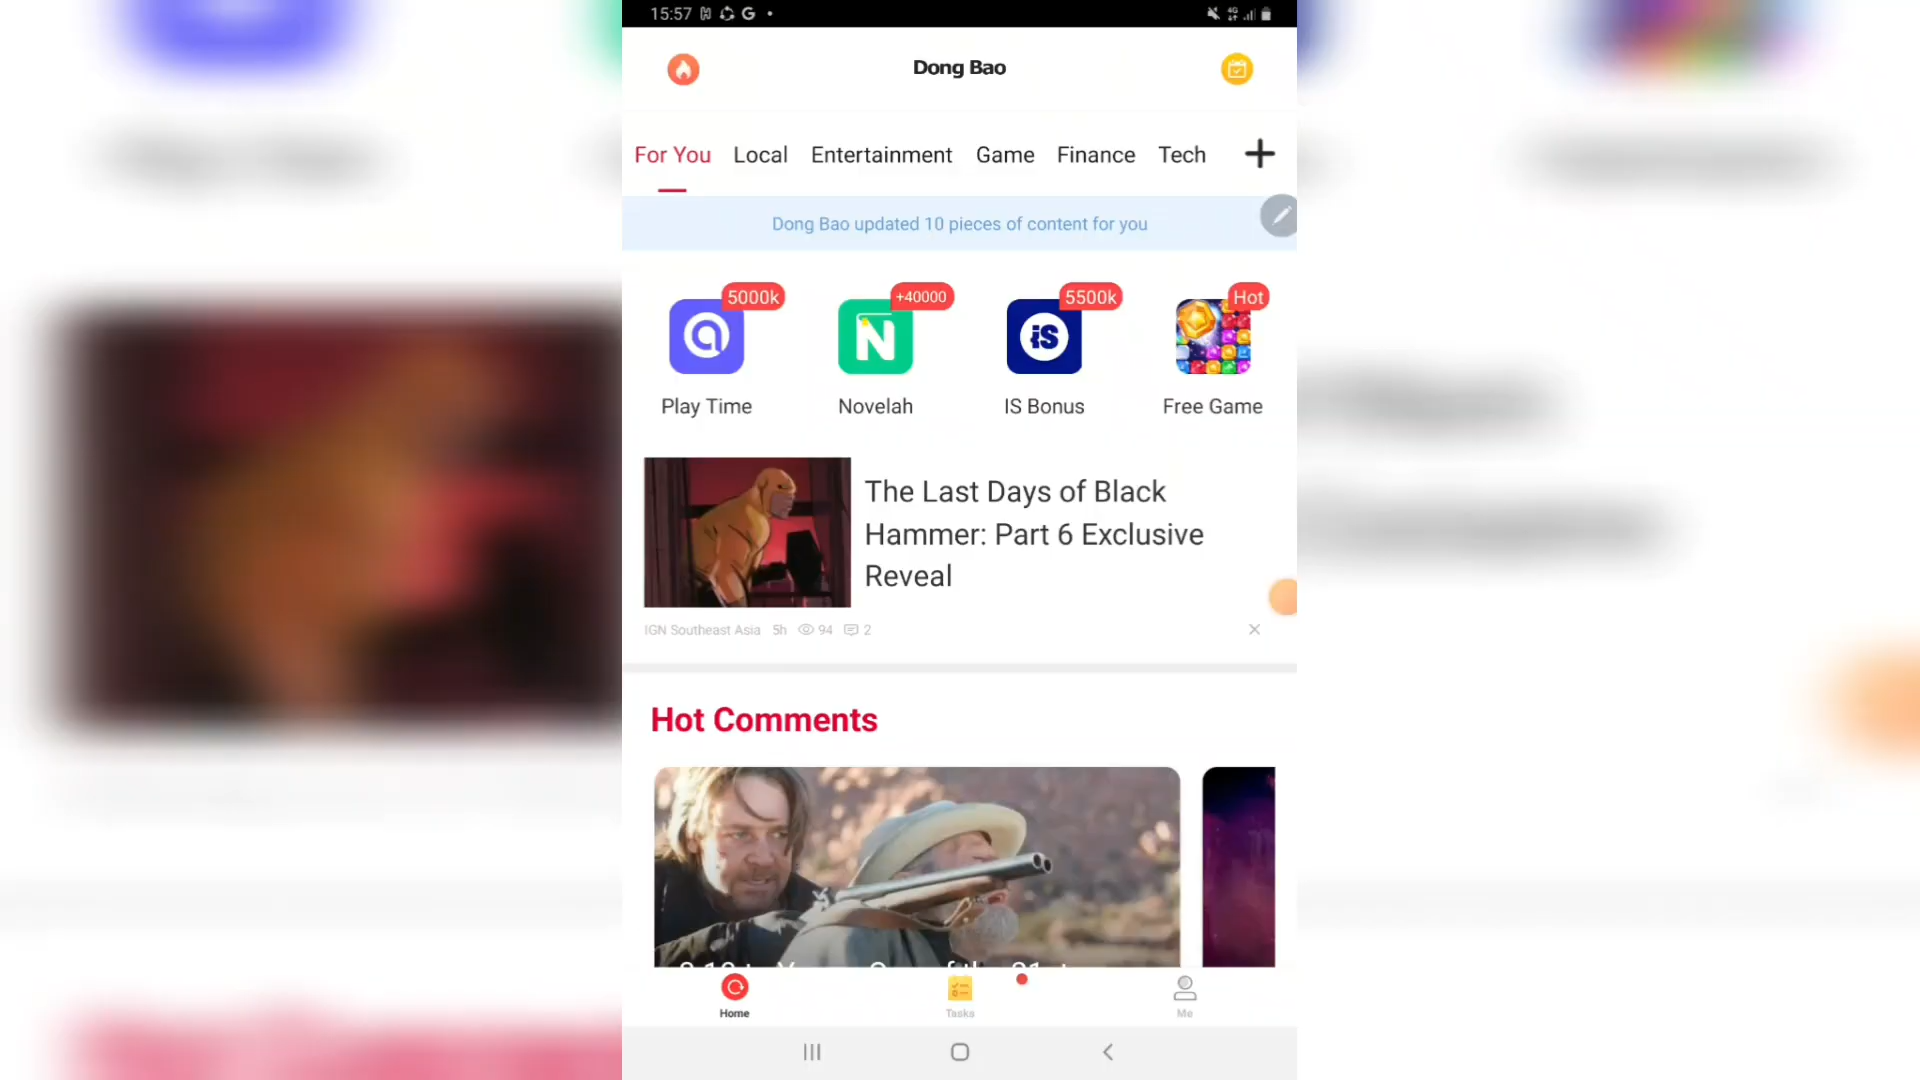 15:57
4G
Dong Bao
For You Local Entertainment Game Finance Tech
Dong Bao updated 10 pieces of content for you
5000k +40000 5500k Hot
N iS
Play Time Novelah IS Bonus Free Game
The Last Days of Black
Hammer: Part 6 Exclusive
Reveal
IGN Southeast Asia 5h 94 2
Hot Comments
Home Tasks Me